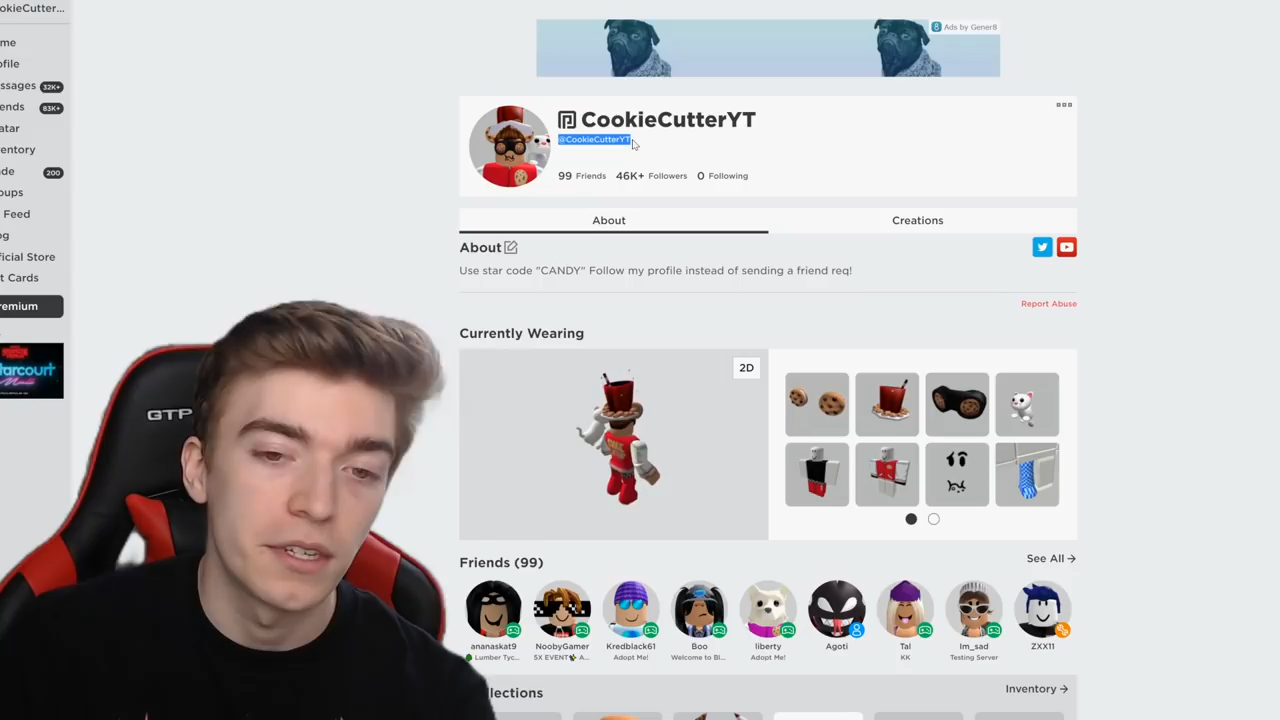 okieCutter...
me
ofile
ssages 32K+
ends 83K+
atar
ventory
de 200
oups
Feed
og
icial Store
t Cards
remium
tarcourt
GTP
Ads by Gener8
CookieCutterYT
@CookieCutterYT
99 Friends 46K+ Followers 0 Following
About Creations
About
Use star code "CANDY" Follow my profile instead of sending a friend req!
Report Abuse
Currently Wearing
2D
Friends (99) See All →
ananaskat9 NoobyGamer Kredblack61 Boo liberty Agoti Tal Im_sad ZXX11
Lumber Tyc... SX EVENT A... Adopt Me! Welcome to Bl... Adopt Me! KK Testing Server
llections Inventory →